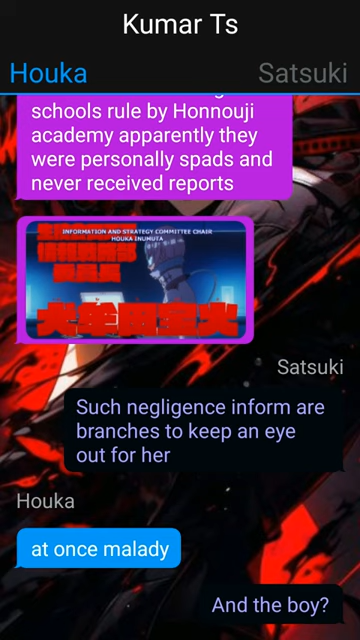 Kumar Ts
Houka
Satsuki
schools rule by Honnouji
academy apparently they
were personally spads and
never received reports
INFORMATION AND STRATEGY COMMITTEE CHAIR
HOUKA INUMUTA
Satsuki
Such negligence inform are
branches to keep an eye
out for her
Houka
at once malady
And the boy?